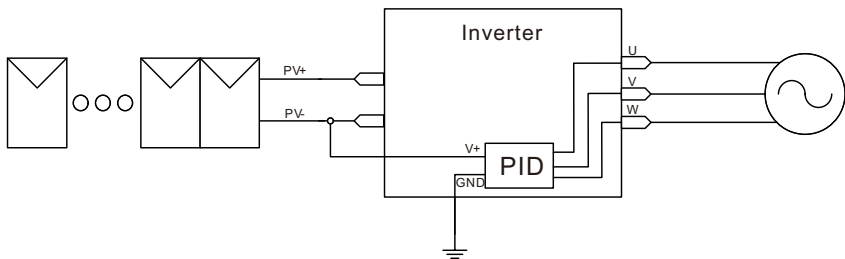 Inverter
U
PV+
V
PV-
W
V+
PID
GND